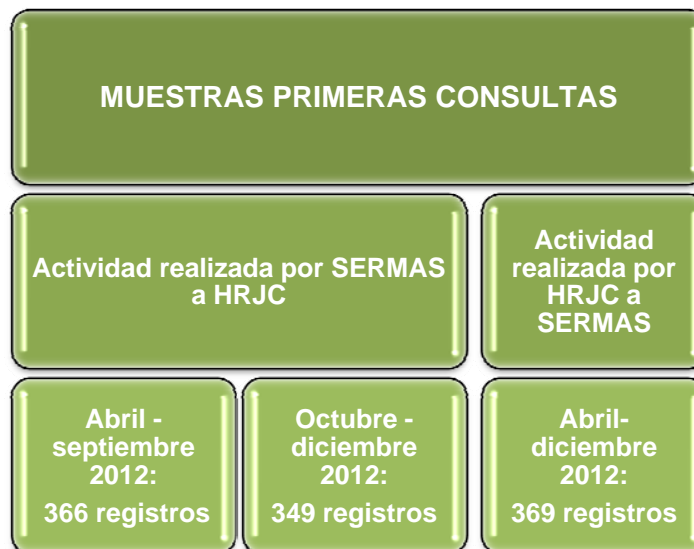 MUESTRAS PRIMERAS CONSULTAS
Actividad realizada por SERMAS
a HRJC
Actividad
realizada por
HRJC a
SERMAS
Abril -
septiembre
2012:
366 registros
Octubre -
diciembre
2012:
349 registros
Abril-
diciembre
2012:
369 registros